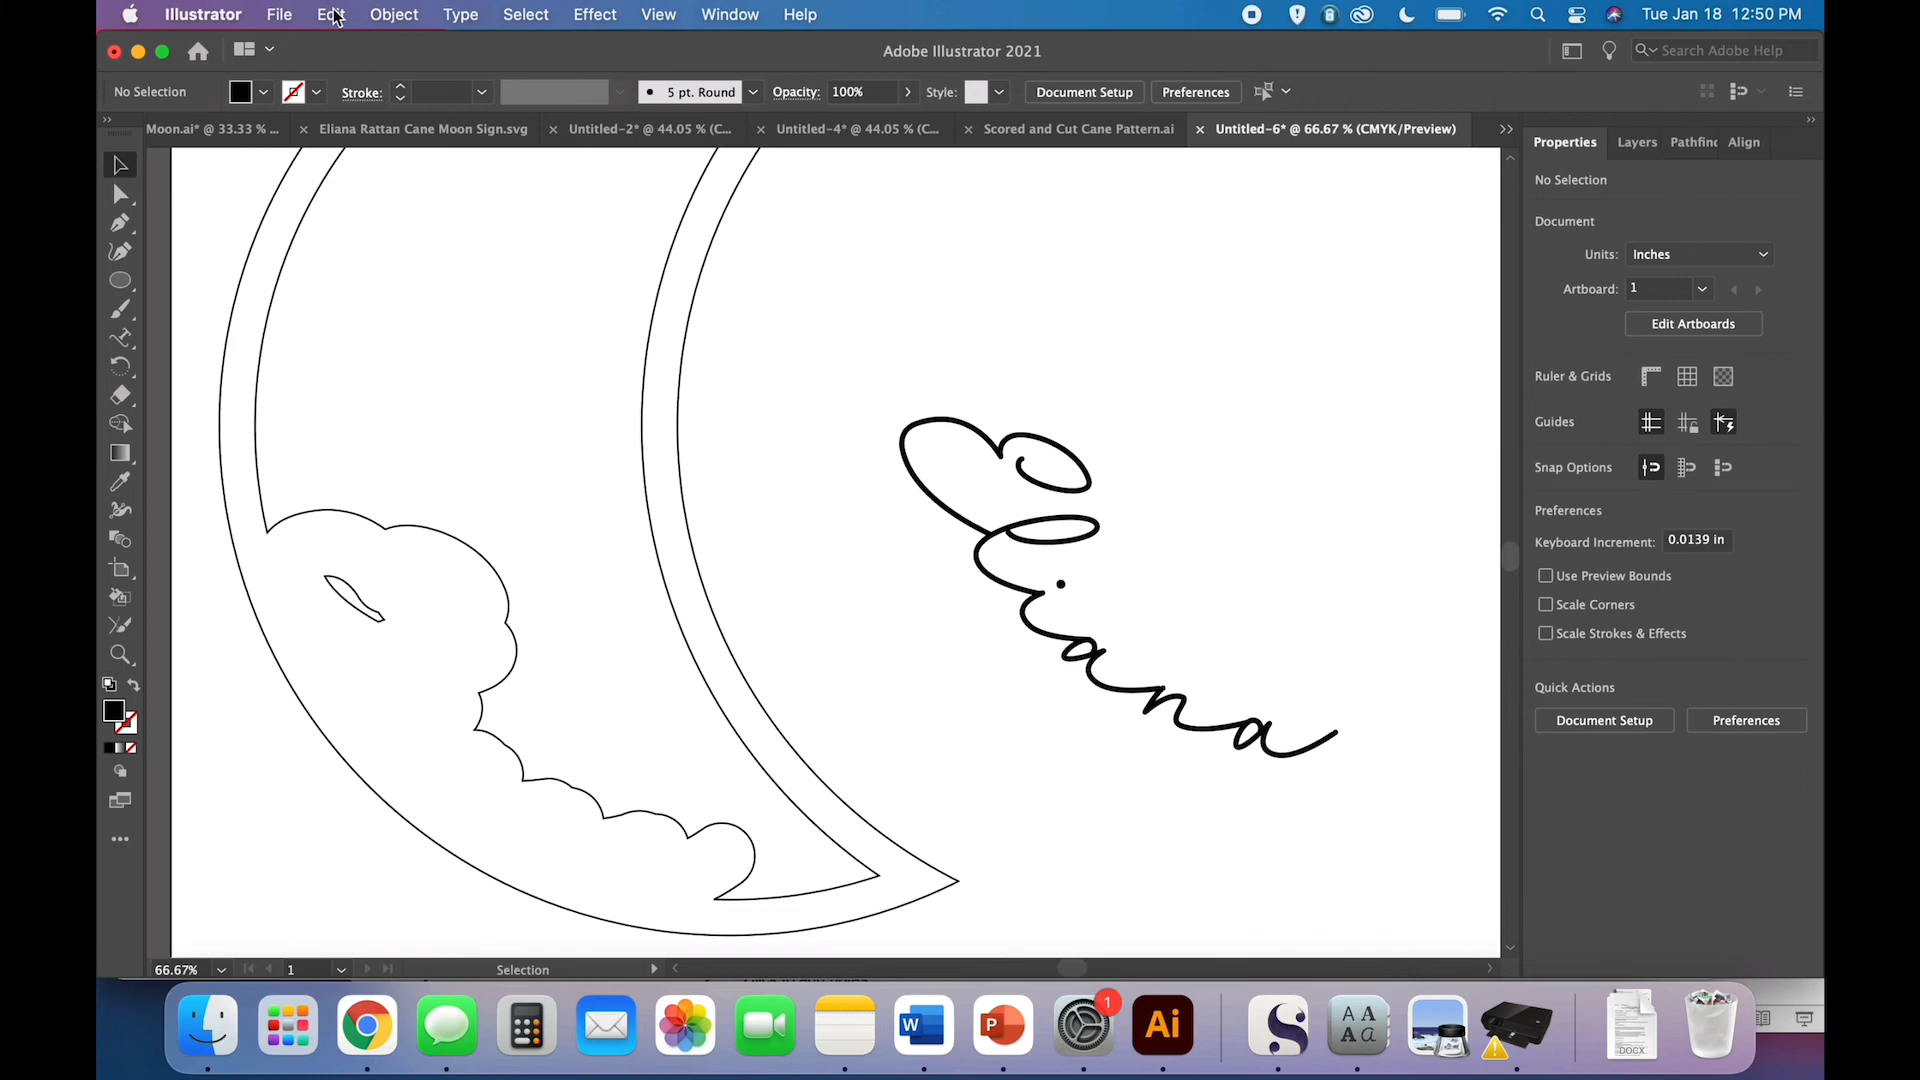 Illustrator File Edit Object Type Select Effect View Window Help Tue Jan 18 12:50 PM
Adobe Illustrator 2021
Search Adobe Help
No Selection Stroke: 5 pt. Round Opacity: 100% Style: Document Setup Preferences
Moon.ai* @ 33.33 % ... Eliana Rattan Cane Moon Sign.svg Untitled-2* @ 44.05 % (C... Untitled-4* @ 44.05 % (C... Scored and Cut Cane Pattern.ai Untitled-6* @ 66.67 % (CMYK/Preview)
Properties Layers Pathfind Align
No Selection
Document
Units: Inches
Artboard: 1
Edit Artboards
Ruler & Grids
Guides
Snap Options
Preferences
Keyboard Increment: 0.0139 in
Use Preview Bounds
Scale Corners
Scale Strokes & Effects
Quick Actions
Document Setup Preferences
Eliana
66.67% 1 Selection
1
W P Ai
A A
A a
DOCX